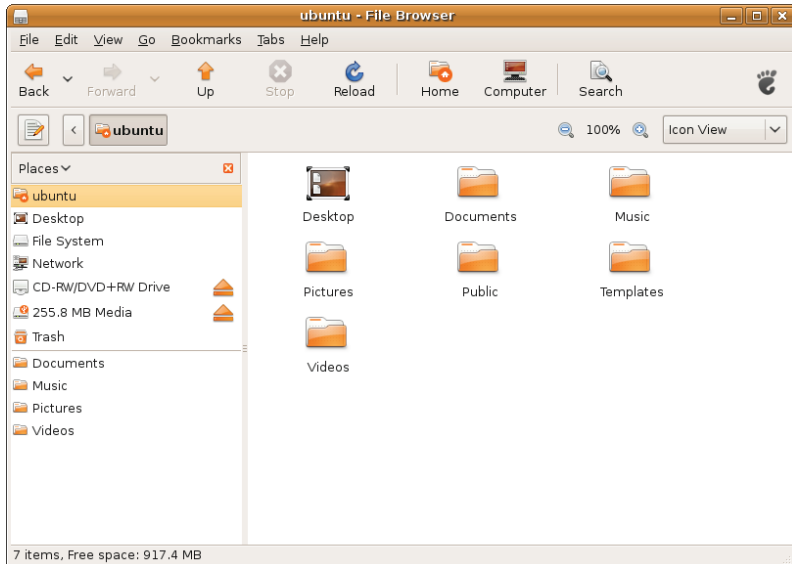 ubuntu - File Browser
File Edit View Go Bookmarks Tabs Help
Back Forward Up Stop Reload Home Computer Search
ubuntu 100% Icon View
Places
ubuntu
Desktop
File System
Network
CD-RW/DVD+RW Drive
255.8 MB Media
Trash
Documents
Music
Pictures
Videos
Desktop Documents Music
Pictures Public Templates
Videos
7 items, Free space: 917.4 MB